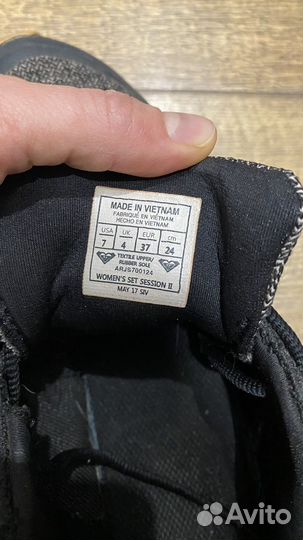 MADE IN VIETNAM
FABRIQUÉ EN VIETNAM
HECHO EN VIETNAM
USA UK EUR cm
7 4 37 24
TEXTILE UPPER/
RUBBER SOLE
ARJS700124
WOMEN'S SET SESSION II
MAY 17 SIV
Avito